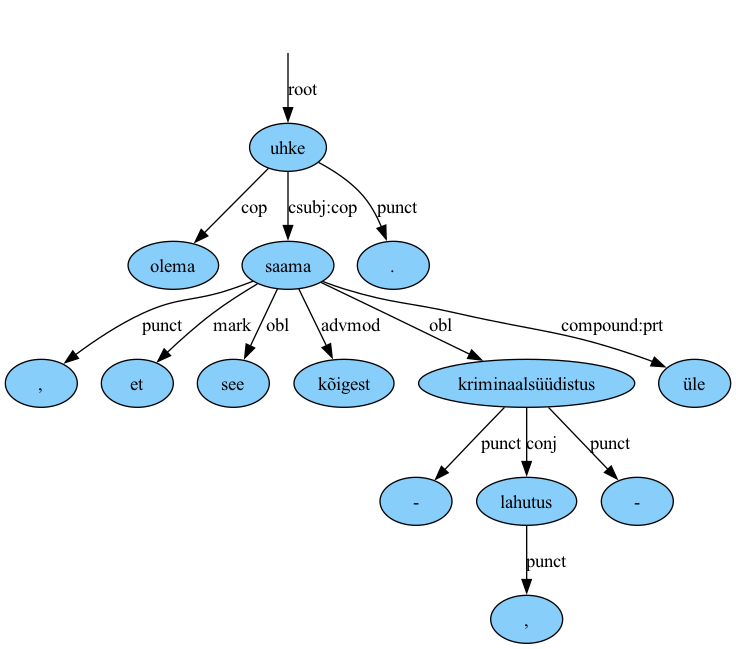 root
uhke
cop csubj:cop punct
olema saama .
punct mark obl advmod obl compound:prt
, et see kõigest kriminaalsüüdistus üle
punct conj punct
- lahutus -
punct
,